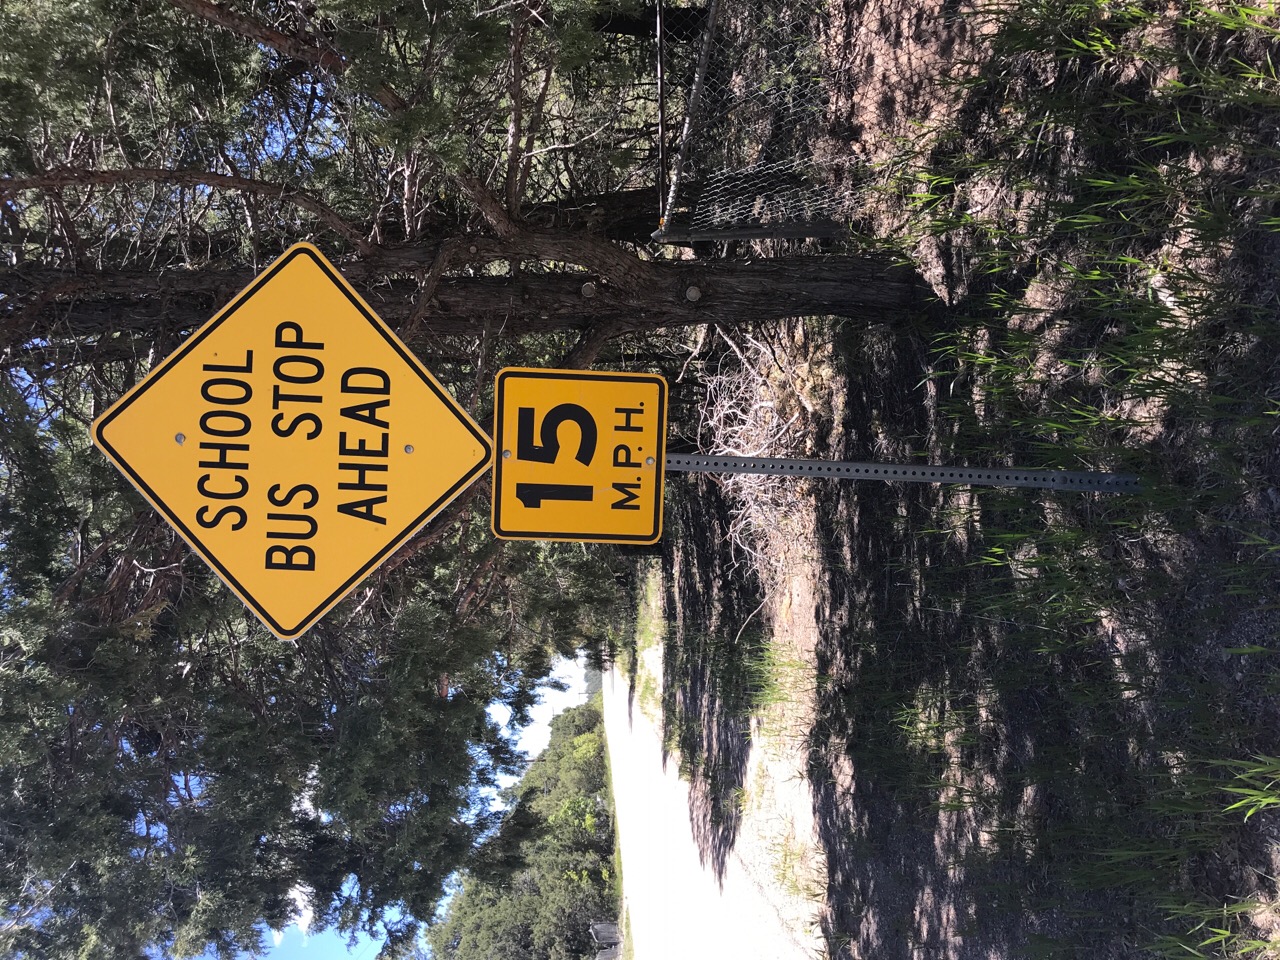 SCHOOL
BUS STOP
AHEAD
15
M.P.H.